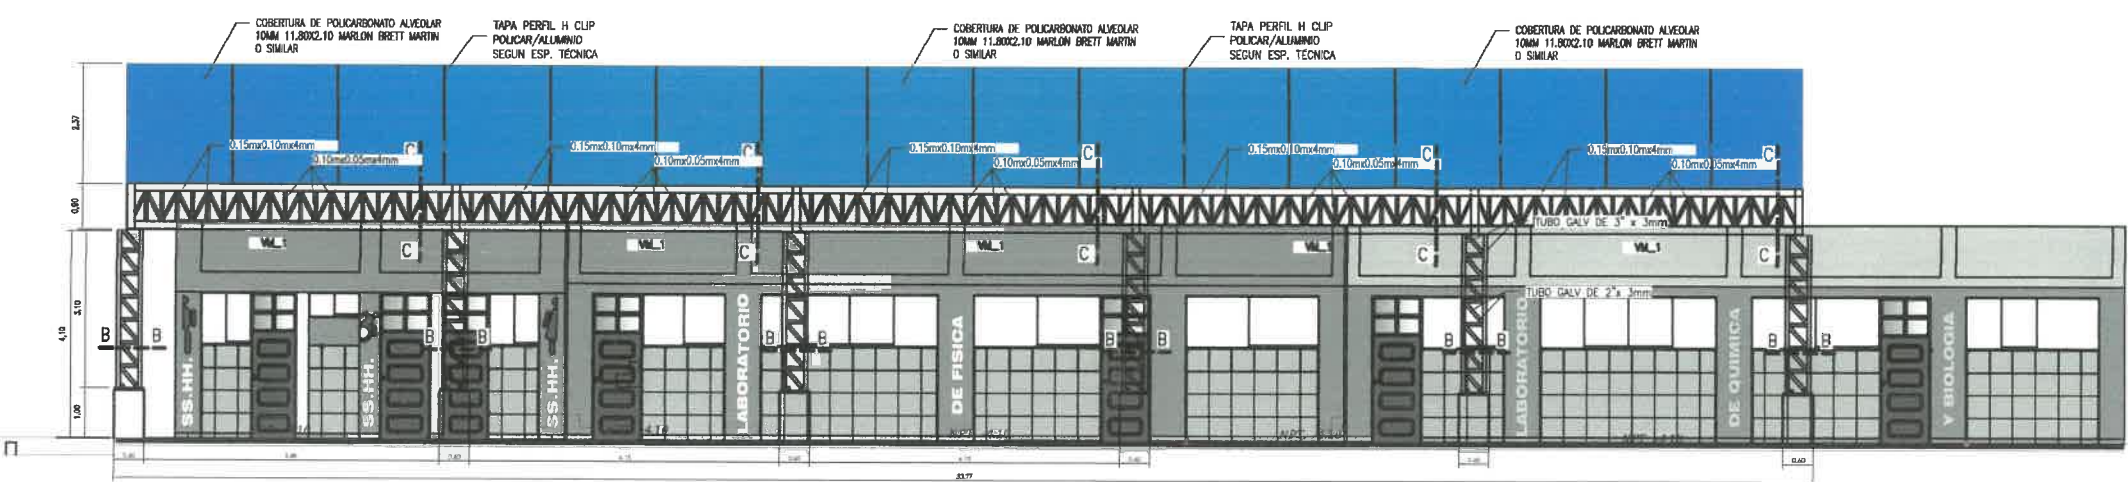 COBERTURA DE POLICARBONATO ALVEOLAR
10MM 11.80X2.10 MARLON BRETT MARTIN
O SIMILAR
TAPA PERFIL H CLIP
POLICAR/ALUMINIO
SEGUN ESP. TÉCNICA
COBERTURA DE POLICARBONATO ALVEOLAR
10MM 11.80X2.10 MARLON BRETT MARTIN
O SIMILAR
TAPA PERFIL H CLIP
POLICAR/ALUMINIO
SEGUN ESP. TÉCNICA
COBERTURA DE POLICARBONATO ALVEOLAR
10MM 11.80X2.10 MARLON BRETT MARTIN
O SIMILAR
2,37
0.15mx0.10mx4mm
0.10mx0.05mx4mm
C
0.15mx0.10mx4mm
0.10mx0.05mx4mm
C
0.15mx0.10mx4mm
0.10mx0.05mx4mm
C
0.15mx0.10mx4mm
0.10mx0.05mx4mm
C
0.15mx0.10mx4mm
0.10mx0.05mx4mm
C
0,90
TUBO GALV DE 3" x 3mm
VM_1
C
VM_1
C
VM_1
C
VM_1
C
VM_1
C
TUBO GALV DE 2"x 3mm
3,10
4,10
1,00
B
B
B
B
B
B
B
B
B
B
B
B
SS.HH.
SS.HH.
SS.HH.
LABORATORIO
DE FISICA
LABORATORIO
DE QUIMICA
Y BIOLOGIA
0.60
33.77